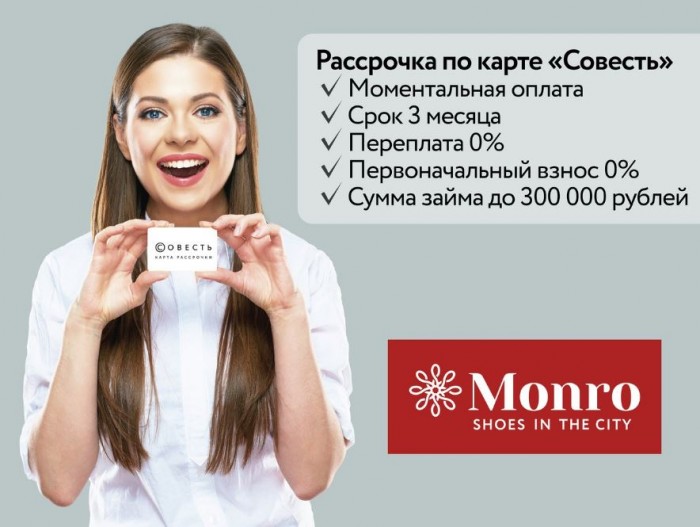 Рассрочка по карте «Совесть»
✓ Моментальная оплата
✓ Срок 3 месяца
✓ Переплата 0%
✓ Первоначальный взнос 0%
✓ Сумма займа до 300 000 рублей
©ОВЕСТЬ
КАРТА РАССРОЧКИ
Monro
SHOES IN THE CITY